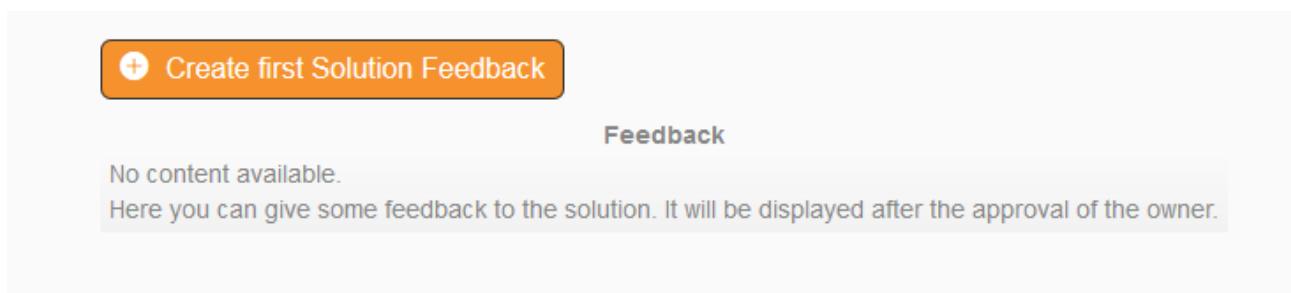 Create first Solution Feedback
Feedback
No content available.
Here you can give some feedback to the solution. It will be displayed after the approval of the owner.